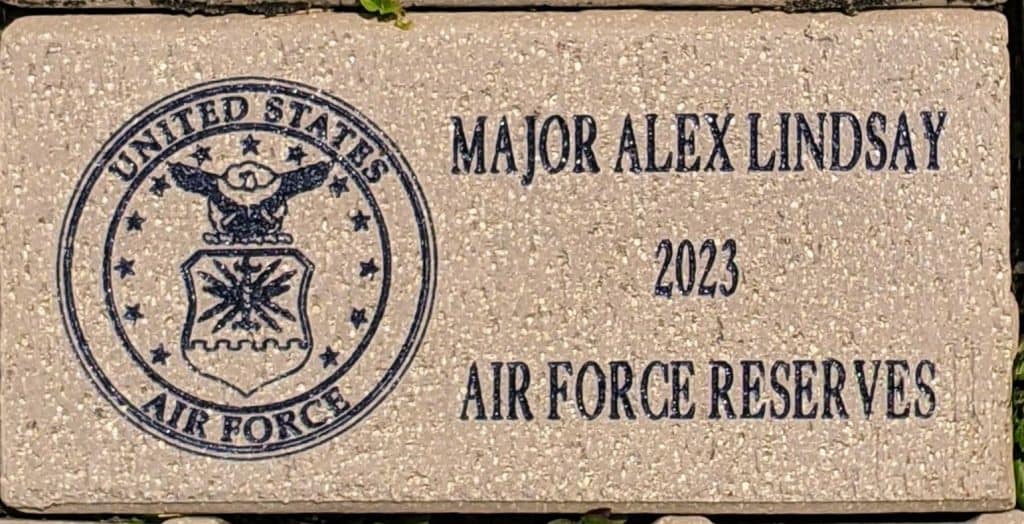 UNITED STATES
AIR FORCE
MAJOR ALEX LINDSAY
2023
AIR FORCE RESERVES